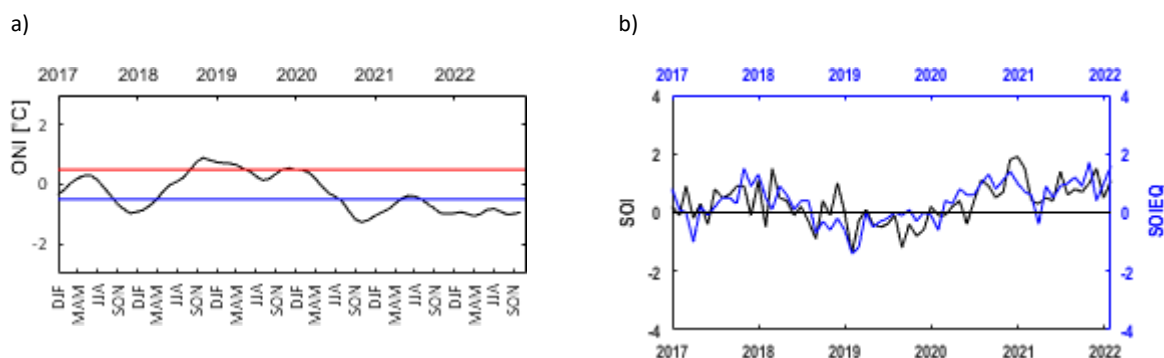 a)
2017 2018 2019 2020 2021 2022
ONI [°C]
2
0
-2
DJF MAM JJA SON DJF MAM JJA SON DJF MAM JJA SON DJF MAM JJA SON DJF MAM JJA SON DJF MAM JJA SON
b)
2017 2018 2019 2020 2021 2022
4 4
2 2
0 0
-2 -2
-4 -4
SOI
SOIEQ
2017 2018 2019 2020 2021 2022